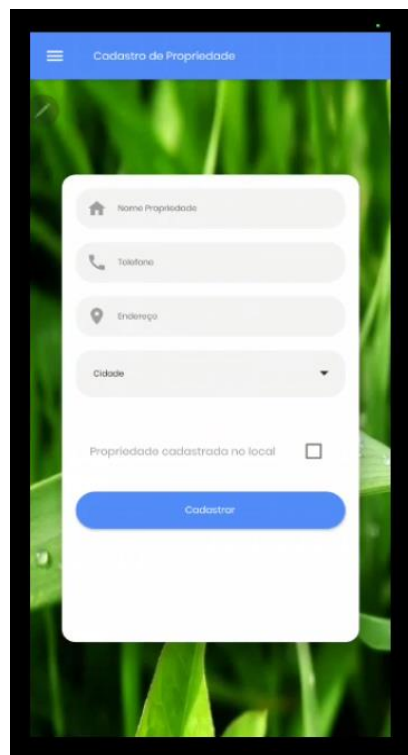 Cadastro de Propriedade
Nome Propriedade
Telefone
Endereço
Cidade
Propriedade cadastrada no local
Cadastrar